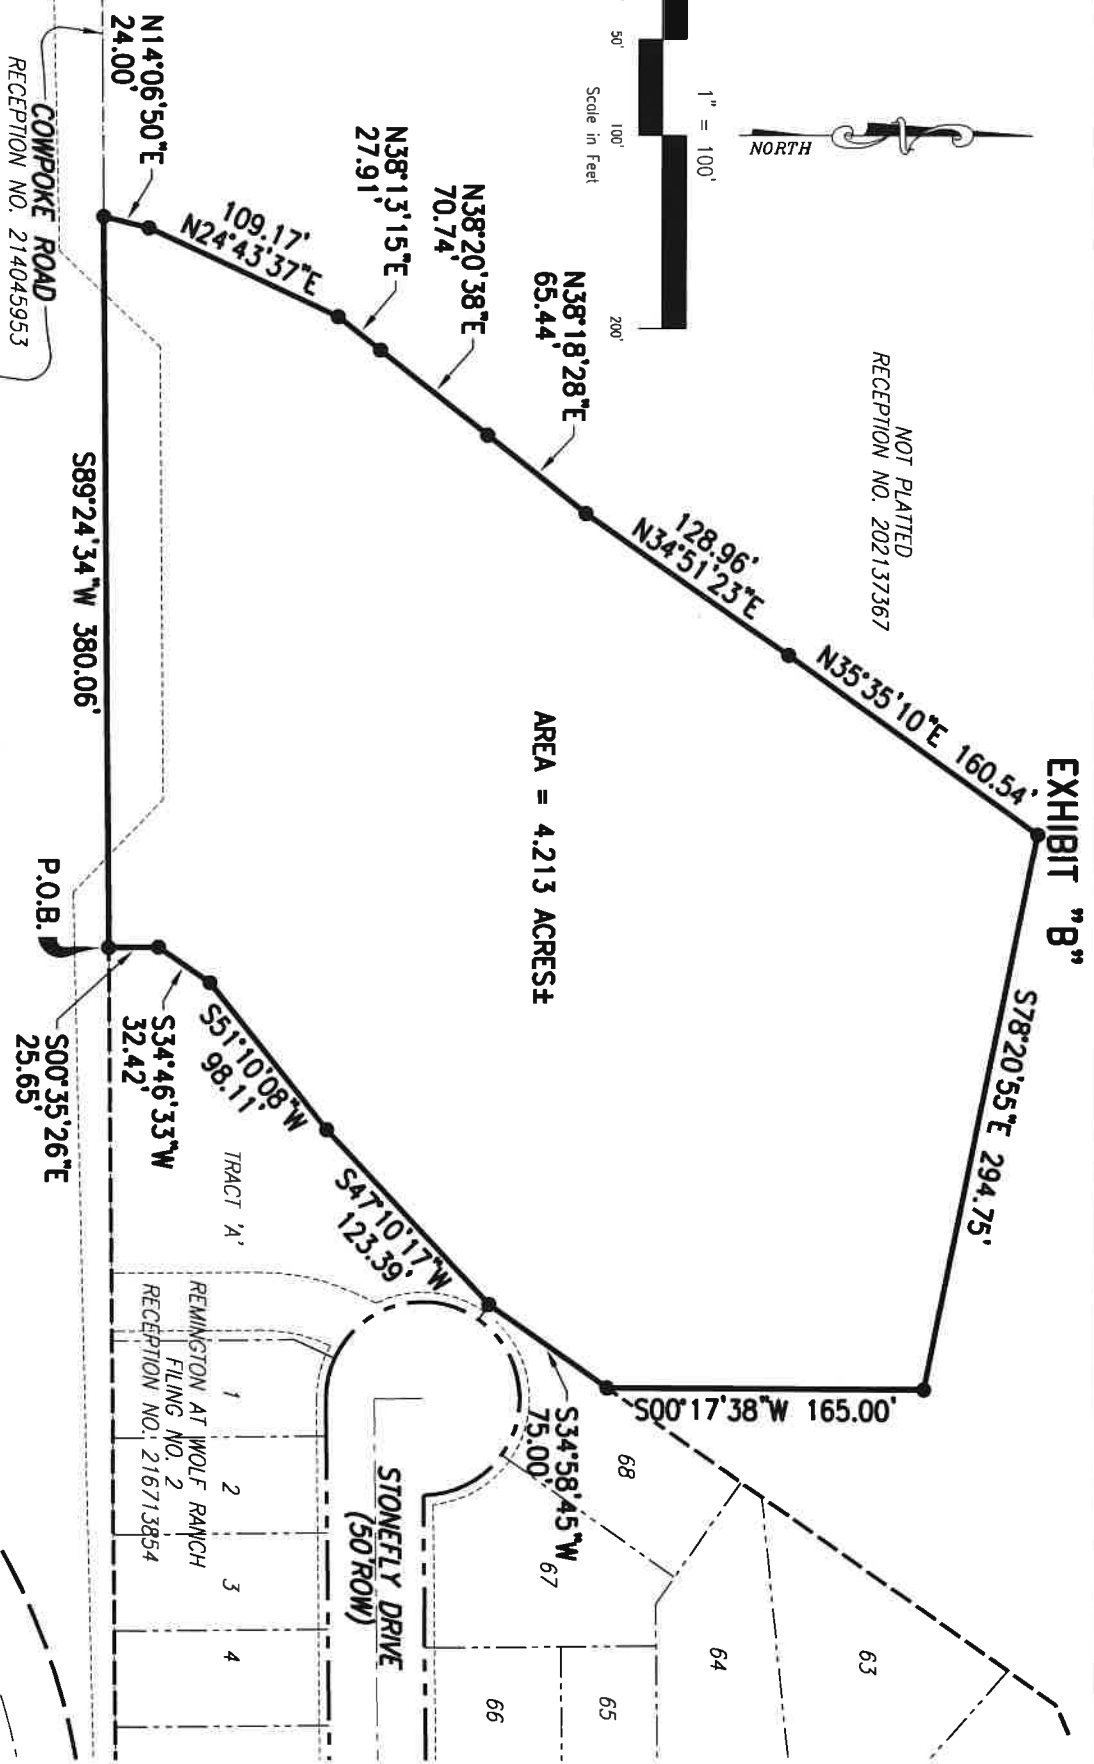 EXHIBIT "B"
50'
100'
200'
Scale in Feet
1" = 100'
NORTH
NOT PLATTED
RECEPTION NO. 202137367
N14°06'50"E
24.00'
109.17'
N24°43'37"E
N38°13'15"E
27.91'
N38°20'38"E
70.74'
N38°18'28"E
65.44'
128.96'
N34°51'23"E
N35°35'10"E 160.54'
S78°20'55"E 294.75'
S00°17'38"W 165.00'
S34°58'45"W
75.00'
S47°10'17"W
123.39'
S51°10'08"W
98.11'
S34°46'33"W
32.42'
S00°35'26"E
25.65'
P.O.B.
S89°24'34"W 380.06'
AREA = 4.213 ACRES±
COWPOKE ROAD
RECEPTION NO. 214045953
TRACT 'A'
REMINGTON AT WOLF RANCH
FILING NO. 2
RECEPTION NO. 216713854
STONEFLY DRIVE
(50'ROW)
1
2
3
4
63
64
65
66
67
68